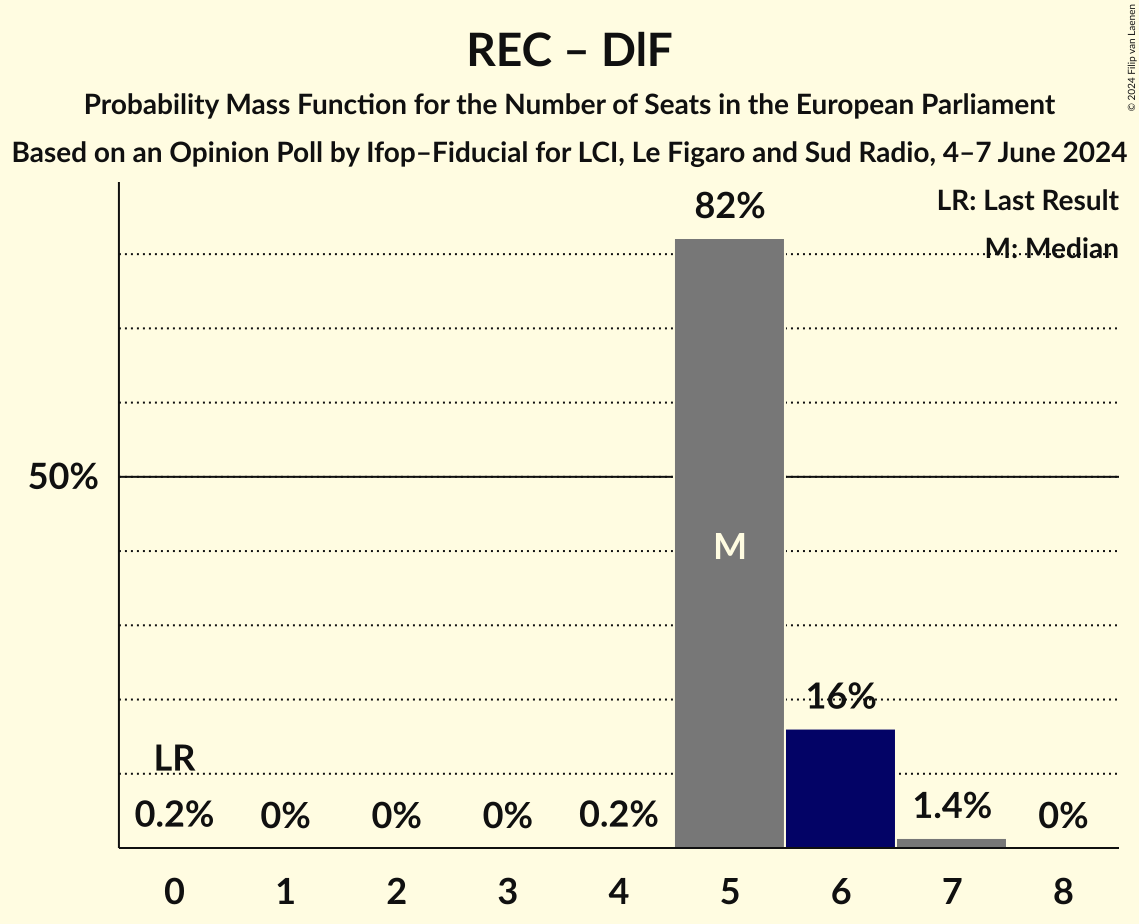 REC – DlF
Probability Mass Function for the Number of Seats in the European Parliament
Based on an Opinion Poll by Ifop–Fiducial for LCI, Le Figaro and Sud Radio, 4–7 June 2024
© 2024 Filip van Laenen
LR: Last Result
M: Median
82%
50%
M
16%
LR
0.2% 0% 0% 0% 0.2% 1.4% 0%
0 1 2 3 4 5 6 7 8